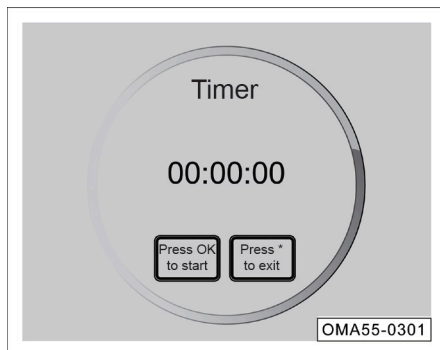 Timer
00:00:00
Press OK
to start
Press *
to exit
OMA55-0301